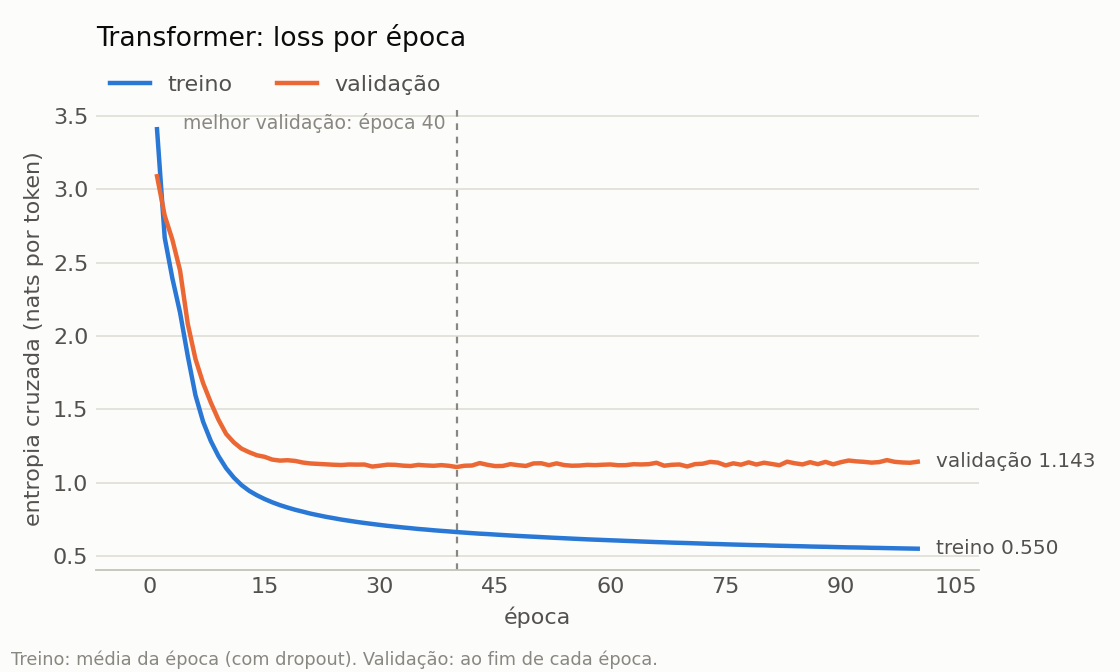 Transformer: loss por época
treino
validação
melhor validação: época 40
entropia cruzada (nats por token)
3.5
3.0
2.5
2.0
1.5
1.0
0.5
validação 1.143
treino 0.550
0 15 30 45 60 75 90 105
época
Treino: média da época (com dropout). Validação: ao fim de cada época.